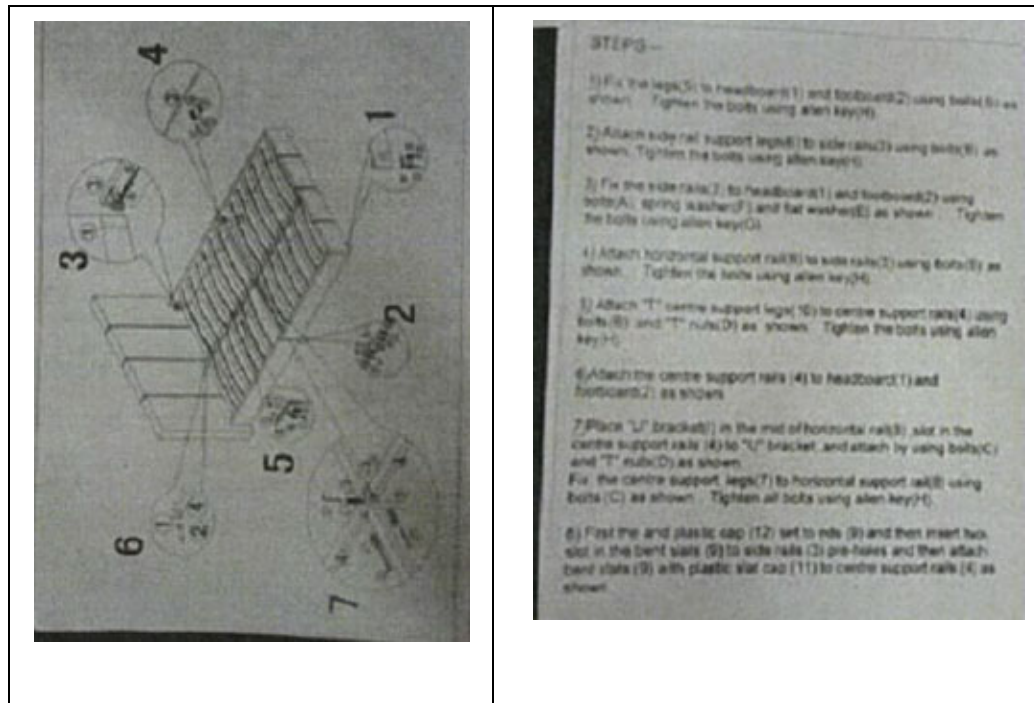 4
1
3
2
5
6
7
STEPS -
1) Fix the legs(5) to headboard(1) and footboard(2) using bolts(B) as
shown. Tighten the bolts using allen key(H).
2) Attach side rail support legs(6) to side rails(3) using bolts(B) as
shown. Tighten the bolts using allen key(H).
3) Fix the side rails(3) to headboard(1) and footboard(2) using
bolts(A), spring washer(F) and flat washer(E) as shown. Tighten
the bolts using allen key(G).
4) Attach horizontal support rail(8) to side rails(3) using bolts(B) as
shown. Tighten the bolts using allen key(H).
5) Attach "T" centre support legs(10) to centre support rails(4) using
bolts(B) and "T" nuts(D) as shown. Tighten the bolts using allen
key(H).
6) Attach the centre support rails (4) to headboard(1) and
footboard(2) as shown
7) Place "U" bracket(I) in the mid of horizontal rail(8), slot in the
centre support rails (4) to "U" bracket, and attach by using bolts(C)
and "T" nuts(D) as shown.
Fix the centre support legs(7) to horizontal support rail(8) using
bolts (C) as shown. Tighten all bolts using allen key(H).
8) First the and plastic cap (12) set to (9) and then insert
slot in the bent slats (9) to side rails (3) pre-holes and then attach
bent slats (9) with plastic slat cap (11) to centre support rails (4) as
shown